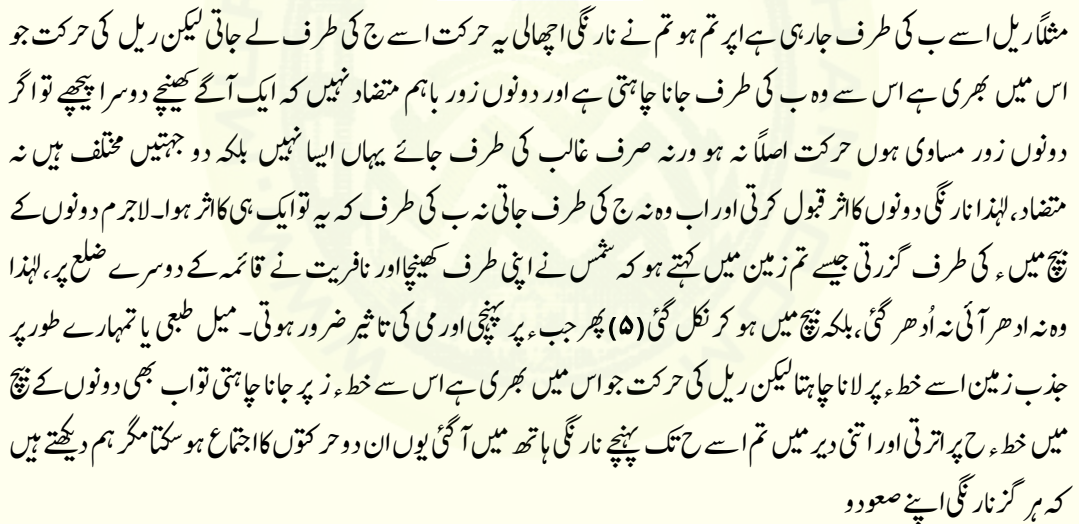 مثلًا ریل ا سے ب کی طرف جارہی ہے ا پر تم ہو تم نے نارنگی اچھالی یہ حرکت اسے ج کی طرف لے جاتی لیکن ریل کی حرکت جو
اس میں بھری ہے اس سے وہ ب کی طرف جانا چاہتی ہے اور دونوں زور باہم متضاد نہیں کہ ایک آگے کھینچے دوسرا پیچھے تو اگر
دونوں زور مساوی ہوں حرکت اصلًا نہ ہو ورنہ صرف غالب کی طرف جائے یہاں ایسا نہیں بلکہ دو جہتیں مختلف ہیں نہ
متضاد، لہٰذا نارنگی دونوں کا اثر قبول کرتی اور اب وہ نہ ج کی طرف جاتی نہ ب کی طرف کہ یہ تو ایک ہی کا اثر ہوا۔ لاجرم دونوں کے
بیچ میں ء کی طرف گزرتی جیسے تم زمین میں کہتے ہو کہ شمس نے اپنی طرف کھینچا اور نافریت نے قائمہ کے دوسرے ضلع پر، لہٰذا
وہ نہ ادھر آئی نہ اُدھر گئی، بلکہ بیچ میں ہو کر نکل گئی (۵) پھر جب ء پر پہنچی اور می کی تاثیر ضرور ہوتی۔ میل طبعی یا تمہارے طور پر
جذب زمین اسے خط ء پر لانا چاہتا لیکن ریل کی حرکت جو اس میں بھری ہے اس سے خط ء ز پر جانا چاہتی تو اب بھی دونوں کے بیچ
میں خط ء ح پر اترتی اور اتنی دیر میں تم اسے ح تک پہنچے نارنگی ہاتھ میں آ گئی یوں ان دو حرکتوں کا اجتماع ہو سکتا مگر ہم دیکھتے ہیں
کہ ہر گز نارنگی اپنے صعود و